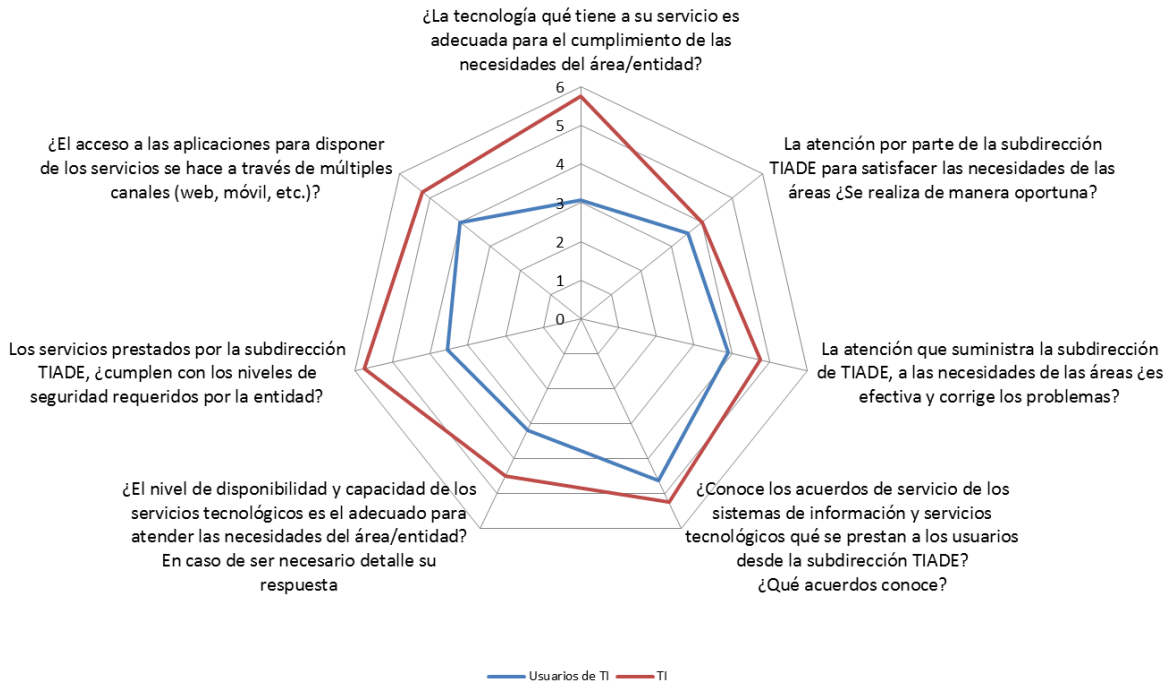 ¿La tecnología qué tiene a su servicio es
adecuada para el cumplimiento de las
necesidades del área/entidad?
6
5
4
3
2
1
0
La atención por parte de la subdirección
TIADE para satisfacer las necesidades de las
áreas ¿Se realiza de manera oportuna?
La atención que suministra la subdirección
de TIADE, a las necesidades de las áreas ¿es
efectiva y corrige los problemas?
¿Conoce los acuerdos de servicio de los
sistemas de información y servicios
tecnológicos qué se prestan a los usuarios
desde la subdirección TIADE?
¿Qué acuerdos conoce?
¿El nivel de disponibilidad y capacidad de los
servicios tecnológicos es el adecuado para
atender las necesidades del área/entidad?
En caso de ser necesario detalle su
respuesta
Los servicios prestados por la subdirección
TIADE, ¿cumplen con los niveles de
seguridad requeridos por la entidad?
¿El acceso a las aplicaciones para disponer
de los servicios se hace a través de múltiples
canales (web, móvil, etc.)?
Usuarios de TI
TI